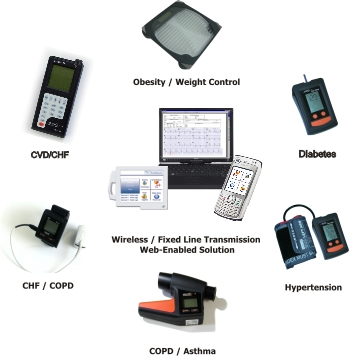 Obesity / Weight Control
CVD/CHF
Diabetes
Wireless / Fixed Line Transmission
Web-Enabled Solution
CHF / COPD
Hypertension
COPD / Asthma